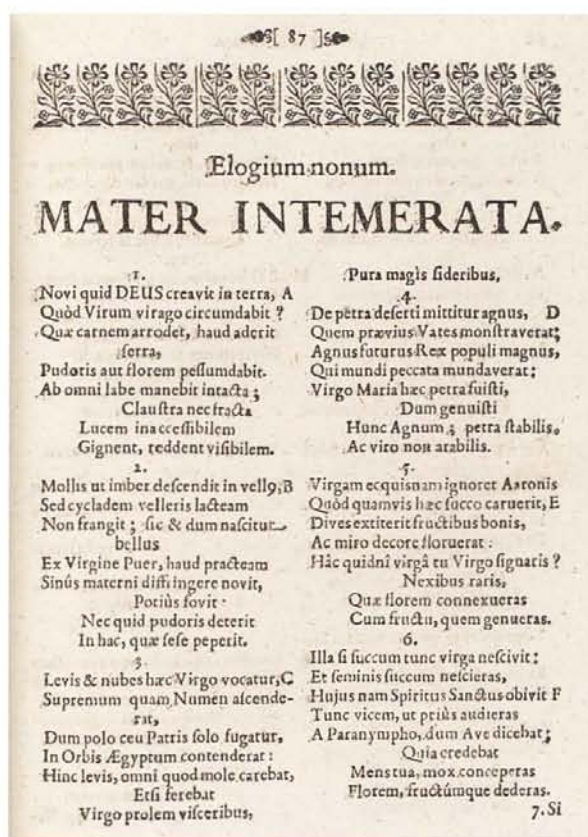 [ 87 ]
Elogium nonum.
MATER INTEMERATA.
1.
Novi quid DEUS creavit in terra, A
Quòd Virum virago circumdabit ?
Quæ carnem arrodet, haud aderit
ſerra,
Pudoris aut florem peſſumdabit.
Ab omni labe manebit intacta ;
Clauſtra nec fracta
Lucem inacceſſibilem
Gignent, reddent viſibilem.
2.
Mollis ut imber deſcendit in vell9, B
Sed cycladem velleris lacteam
Non frangit ; ſic & dum naſcitur
bellus
Ex Virgine Puer, haud practeam
Sinûs materni diffingere novit,
Potiùs fovit :
Nec quid pudoris deterit
In hac, quæ ſeſe peperit.
3.
Levis & nubes hæc Virgo vocatur, C
Supremum quam Numen aſcende-
rat,
Dum polo ceu Patris ſolo fugatur,
In Orbis Ægyptum contenderat :
Hinc levis, omni quod mole carebat,
Etſi ferebat
Virgo prolem viſceribus,
Pura magìs ſideribus,
4.
De petra deſerti mittitur agnus, D
Quem prævius Vates monſtraverat;
Agnus futurus Rex populi magnus,
Qui mundi peccata mundaverat ;
Virgo Maria hæc petra fuiſti,
Dum genuiſti
Hunc Agnum ; petra ſtabilis,
Ac viro non arabilis.
5.
Virgam ecquisnam ignoret Aaronis
Quòd quamvis hæc ſucco caruerit, E
Dives extiterit fructibus bonis,
Ac miro decore floruerat :
Hâc quidnî virgâ tu Virgo ſignaris ?
Nexibus raris,
Quæ florem connexueras
Cum fructu, quem genueras.
6.
Illa ſi ſuccum tunc virga neſcivit ;
Et ſeminis ſuccum neſcieras,
Hujus nam Spiritus Sanctus obivit F
Tunc vicem, ut priùs audieras
A Paranympho, dum Ave dicebat ;
Quia credebat
Mens tua, mox conceperas
Florem, fructúmque dederas.
7. Si